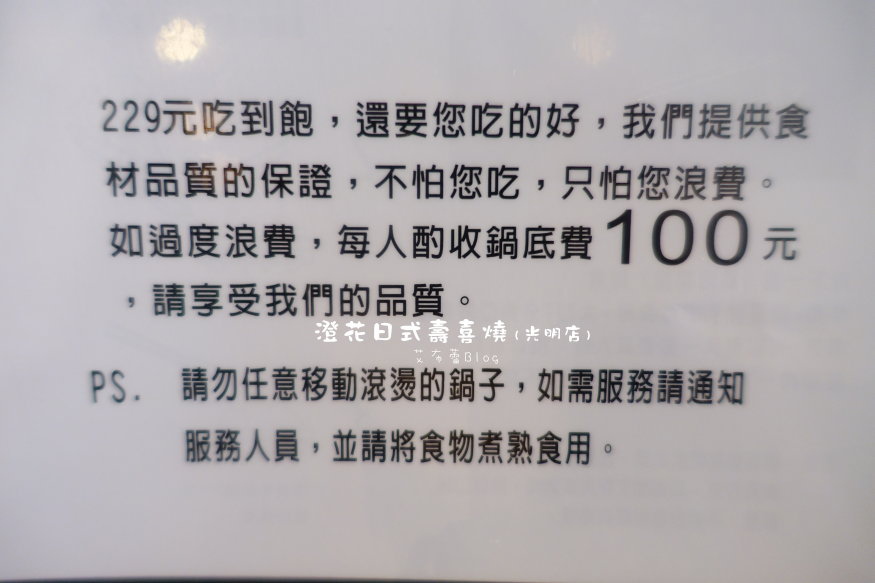 229元吃到飽，還要您吃的好，我們提供食
材品質的保證，不怕您吃，只怕您浪費。
如過度浪費，每人酌收鍋底費100元
，請享受我們的品質。
澄花日式壽喜燒(光明店)
艾布蕾Blog
PS. 請勿任意移動滾燙的鍋子，如需服務請通知
服務人員，並請將食物煮熟食用。